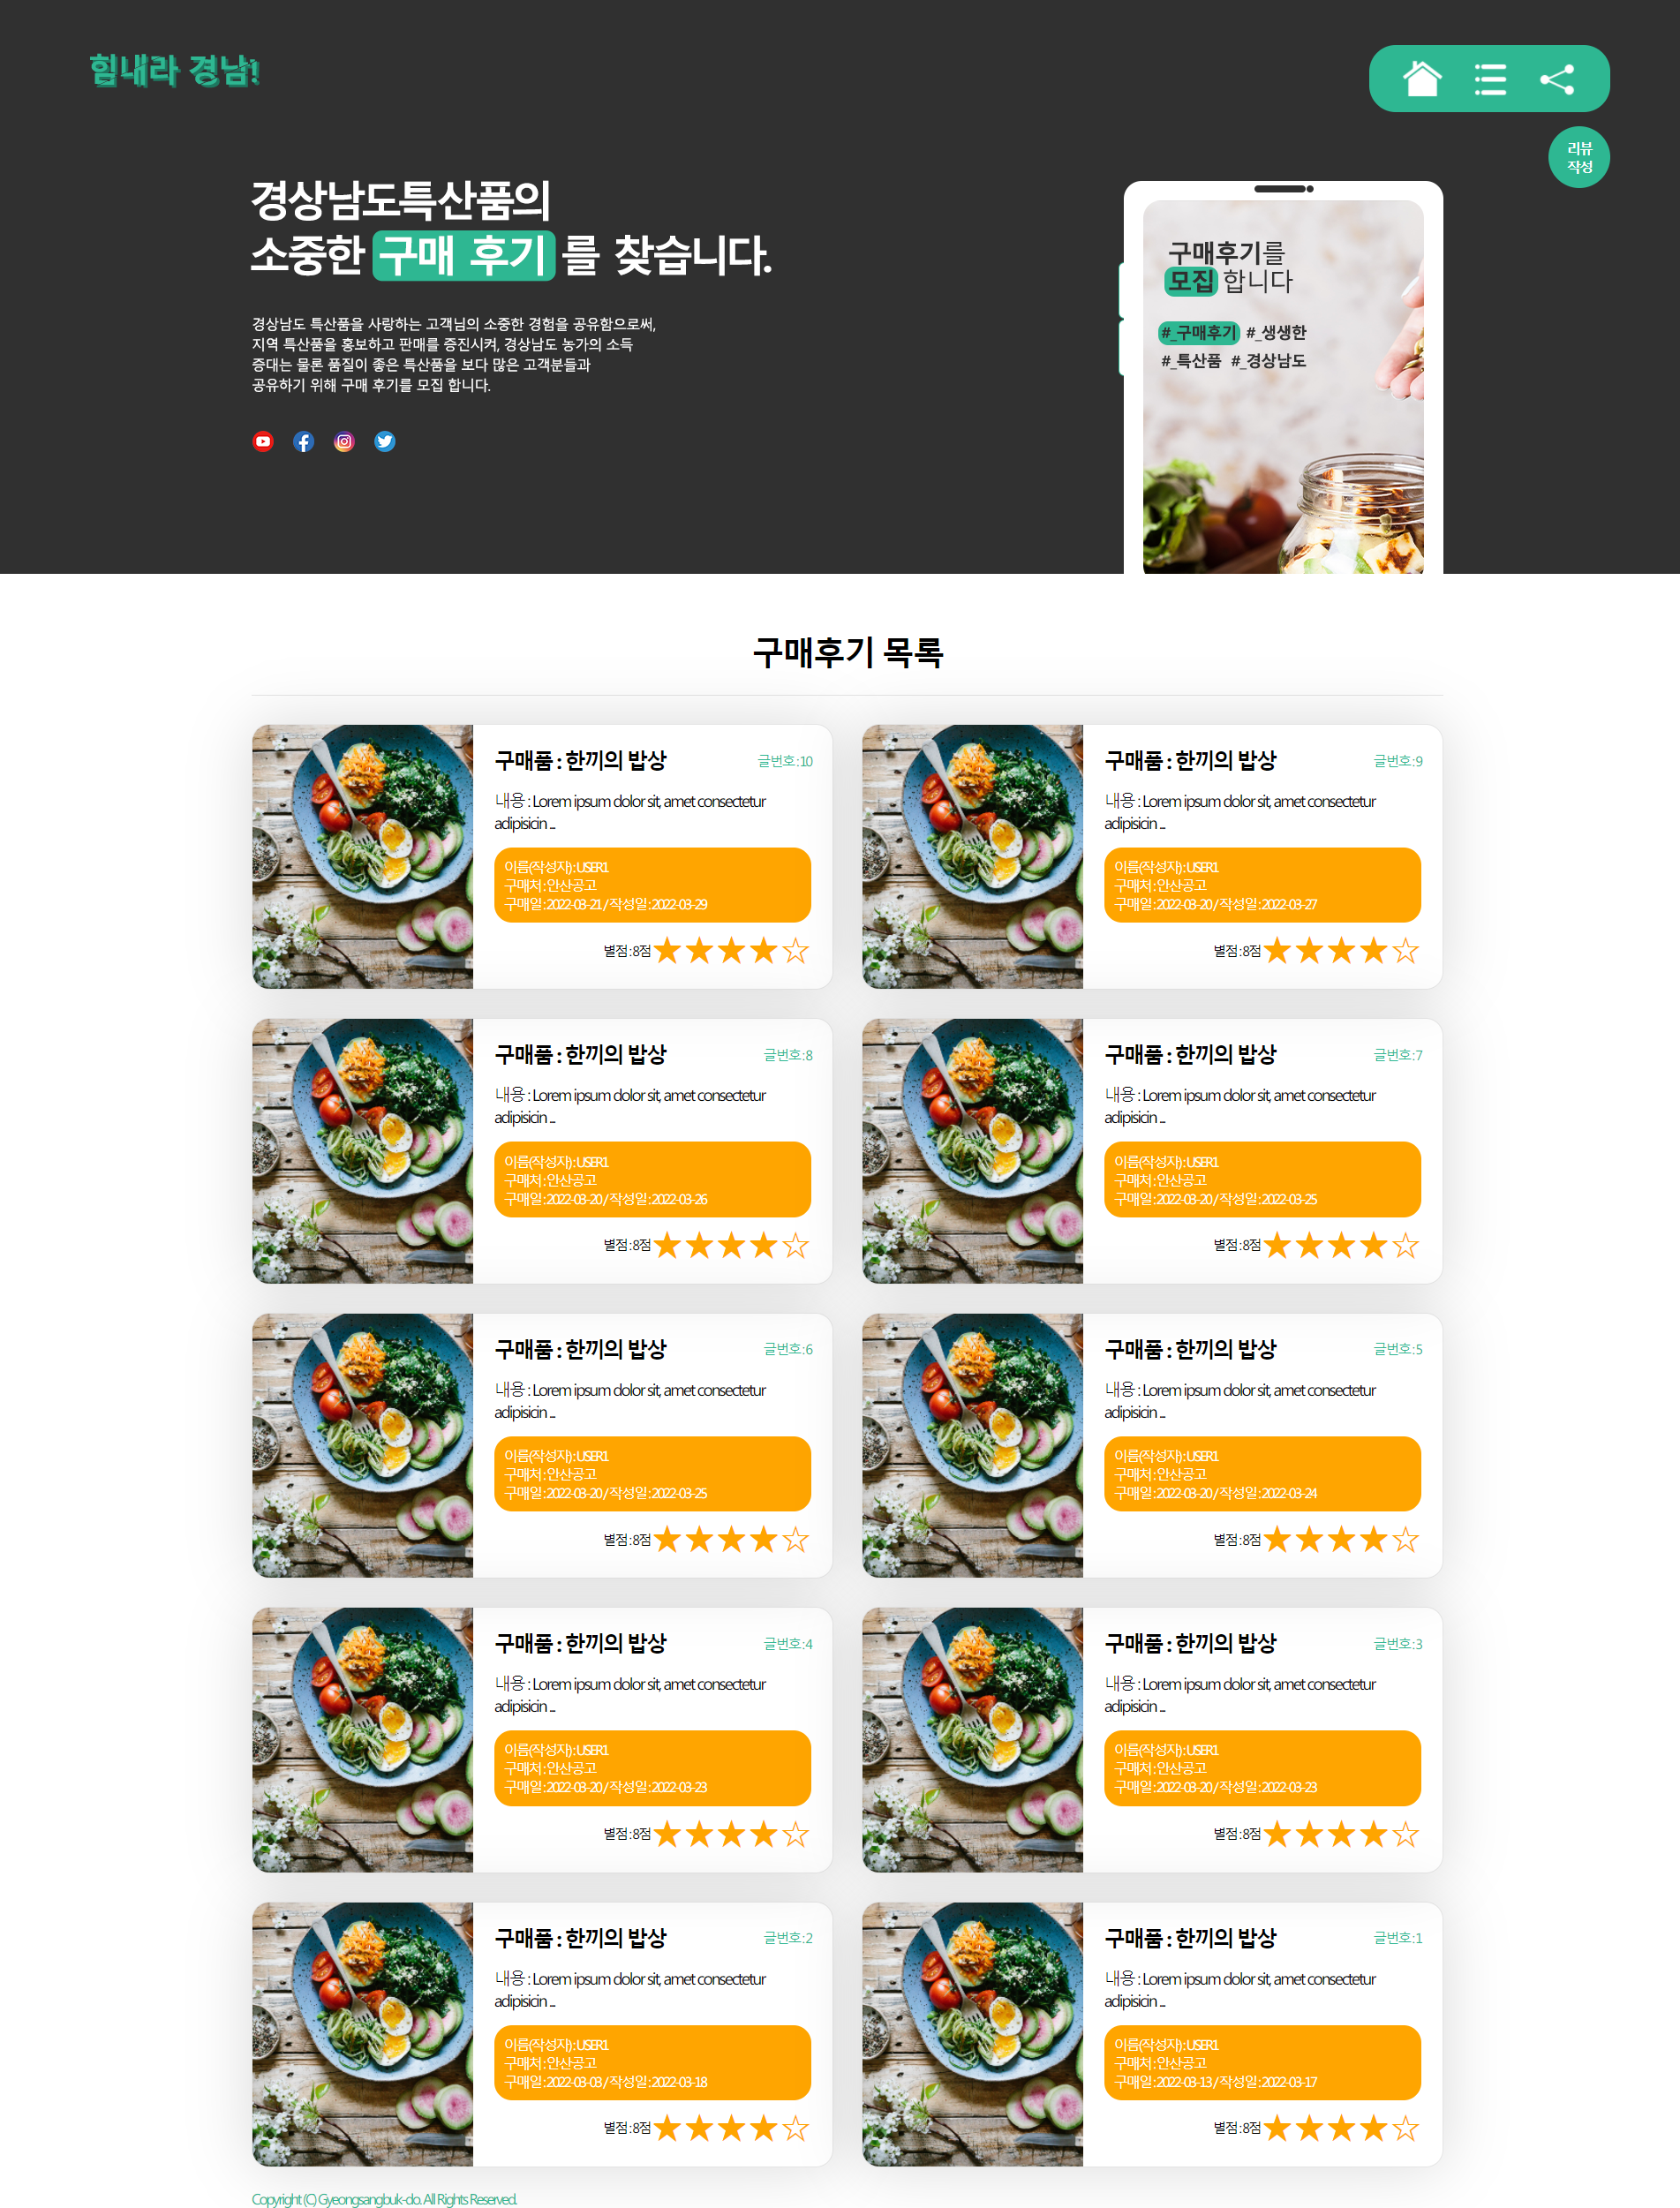 힘내라 경남!
리뷰
작성
경상남도특산품의
소중한 구매 후기 를 찾습니다.
경상남도 특산품을 사랑하는 고객님의 소중한 경험을 공유함으로써,
지역 특산품을 홍보하고 판매를 증진시켜, 경상남도 농가의 소득
증대는 물론 품질이 좋은 특산품을 보다 많은 고객분들과
공유하기 위해 구매 후기를 모집 합니다.
구매후기를
모집 합니다
#_구매후기 #_생생한
#_특산품 #_경상남도
구매후기 목록
구매품 : 한끼의 밥상
글번호 : 10
내용 : Lorem ipsum dolor sit, amet consectetur
adipisicin ...
이름(작성자) : USER1
구매처 : 안산공고
구매일 : 2022-03-21 / 작성일 : 2022-03-29
별점 : 8점 ★★★★☆
구매품 : 한끼의 밥상
글번호 : 9
내용 : Lorem ipsum dolor sit, amet consectetur
adipisicin ...
이름(작성자) : USER1
구매처 : 안산공고
구매일 : 2022-03-20 / 작성일 : 2022-03-27
별점 : 8점 ★★★★☆
구매품 : 한끼의 밥상
글번호 : 8
내용 : Lorem ipsum dolor sit, amet consectetur
adipisicin ...
이름(작성자) : USER1
구매처 : 안산공고
구매일 : 2022-03-20 / 작성일 : 2022-03-26
별점 : 8점 ★★★★☆
구매품 : 한끼의 밥상
글번호 : 7
내용 : Lorem ipsum dolor sit, amet consectetur
adipisicin ...
이름(작성자) : USER1
구매처 : 안산공고
구매일 : 2022-03-20 / 작성일 : 2022-03-25
별점 : 8점 ★★★★☆
구매품 : 한끼의 밥상
글번호 : 6
내용 : Lorem ipsum dolor sit, amet consectetur
adipisicin ...
이름(작성자) : USER1
구매처 : 안산공고
구매일 : 2022-03-20 / 작성일 : 2022-03-25
별점 : 8점 ★★★★☆
구매품 : 한끼의 밥상
글번호 : 5
내용 : Lorem ipsum dolor sit, amet consectetur
adipisicin ...
이름(작성자) : USER1
구매처 : 안산공고
구매일 : 2022-03-20 / 작성일 : 2022-03-24
별점 : 8점 ★★★★☆
구매품 : 한끼의 밥상
글번호 : 4
내용 : Lorem ipsum dolor sit, amet consectetur
adipisicin ...
이름(작성자) : USER1
구매처 : 안산공고
구매일 : 2022-03-20 / 작성일 : 2022-03-23
별점 : 8점 ★★★★☆
구매품 : 한끼의 밥상
글번호 : 3
내용 : Lorem ipsum dolor sit, amet consectetur
adipisicin ...
이름(작성자) : USER1
구매처 : 안산공고
구매일 : 2022-03-20 / 작성일 : 2022-03-23
별점 : 8점 ★★★★☆
구매품 : 한끼의 밥상
글번호 : 2
내용 : Lorem ipsum dolor sit, amet consectetur
adipisicin ...
이름(작성자) : USER1
구매처 : 안산공고
구매일 : 2022-03-03 / 작성일 : 2022-03-18
별점 : 8점 ★★★★☆
구매품 : 한끼의 밥상
글번호 : 1
내용 : Lorem ipsum dolor sit, amet consectetur
adipisicin ...
이름(작성자) : USER1
구매처 : 안산공고
구매일 : 2022-03-13 / 작성일 : 2022-03-17
별점 : 8점 ★★★★☆
Copyright (C) Gyeongsangbuk-do. All Rights Reserved.